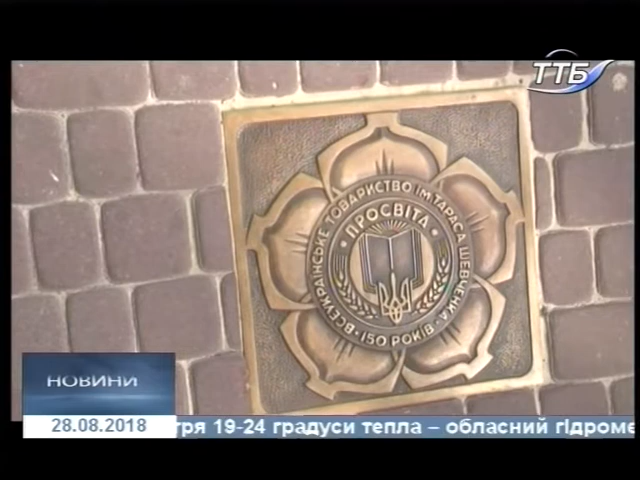 ТТБ
ВСЕУКРАЇНСЬКЕ ТОВАРИСТВО ІМ. ТАРАСА ШЕВЧЕНКА
ПРОСВІТА
150 РОКІВ
НОВИНИ
28.08.2018
тря 19-24 градуси тепла – обласний гідроме